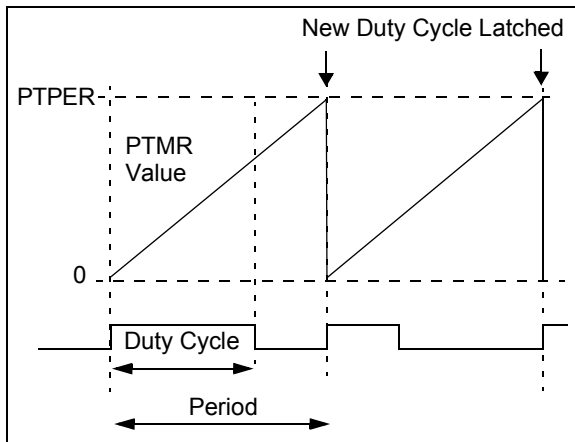 New Duty Cycle Latched
PTPER
PTMR
Value
0
Duty Cycle
Period